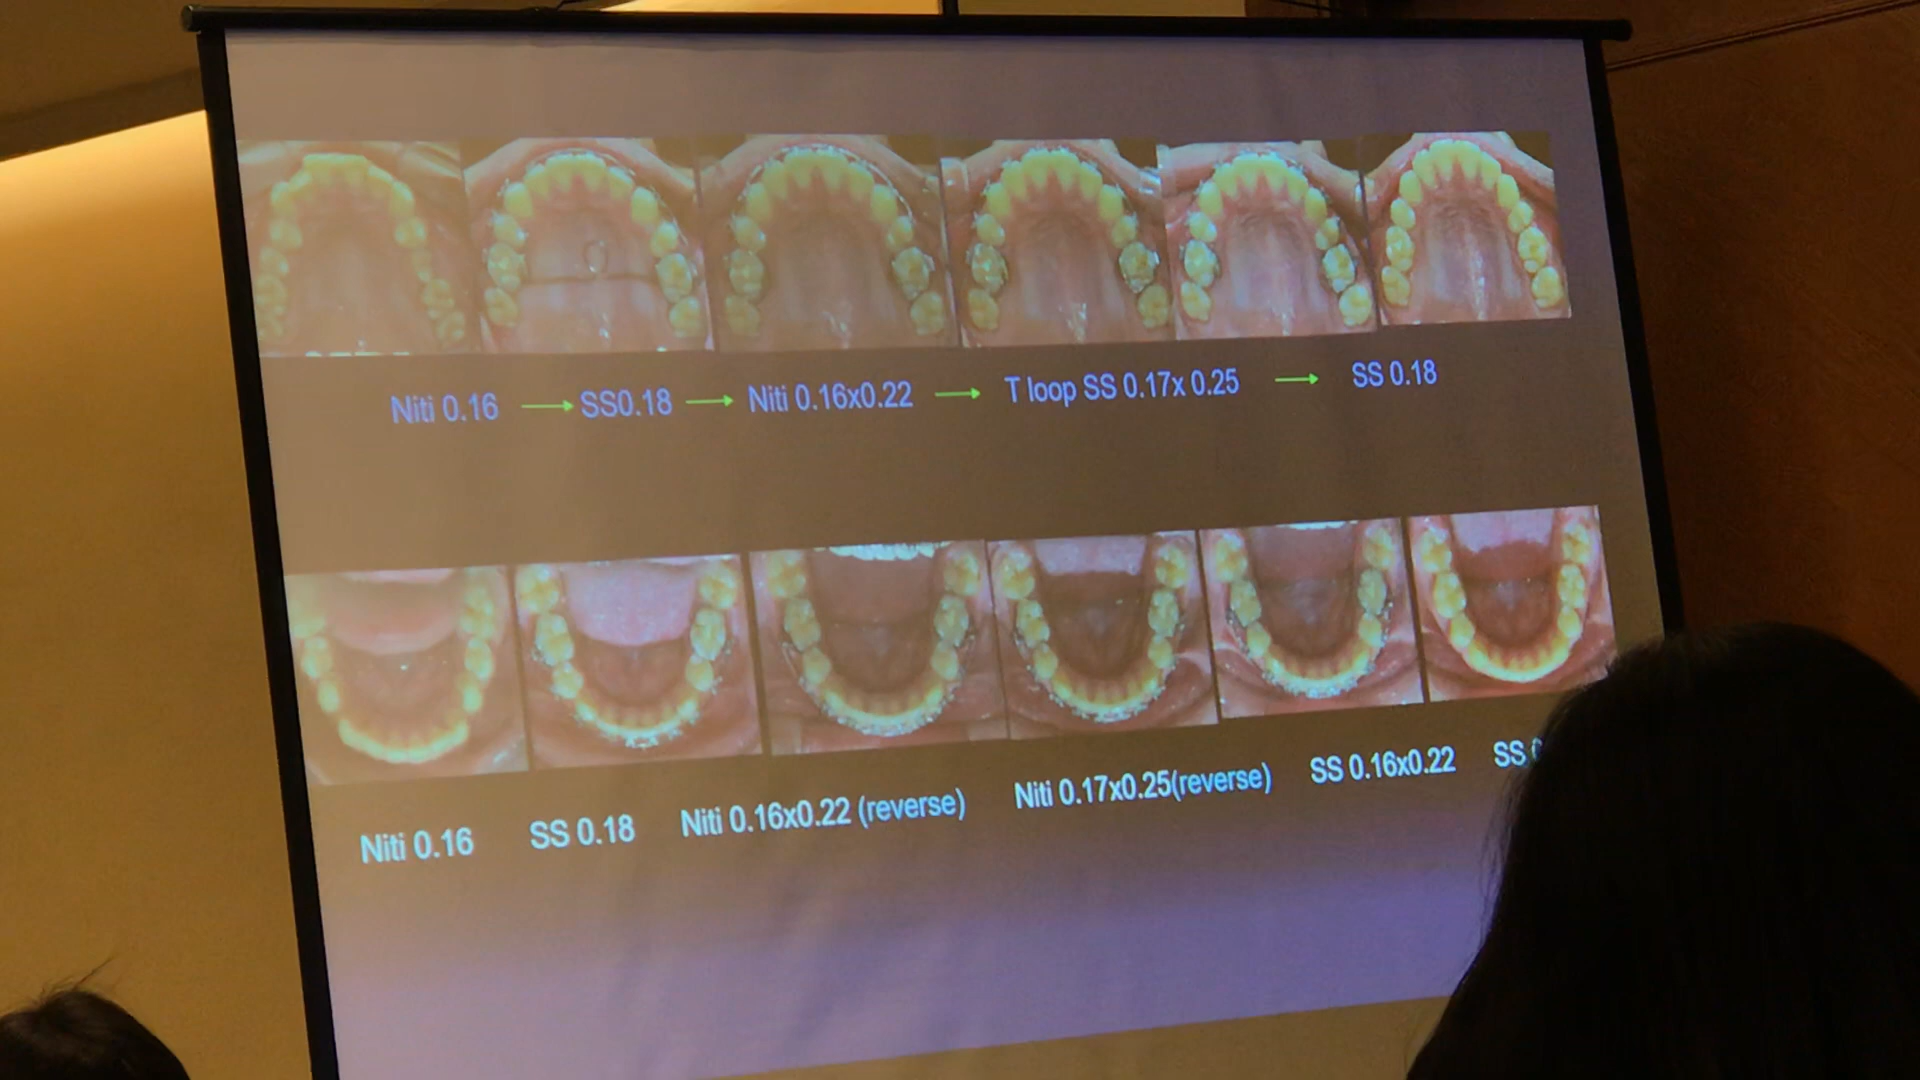 Niti 0.16 → SS0.18 → Niti 0.16x0.22 → T loop SS 0.17x 0.25 → SS 0.18
Niti 0.16 SS 0.18 Niti 0.16x0.22 (reverse) Niti 0.17x0.25(reverse) SS 0.16x0.22 SS